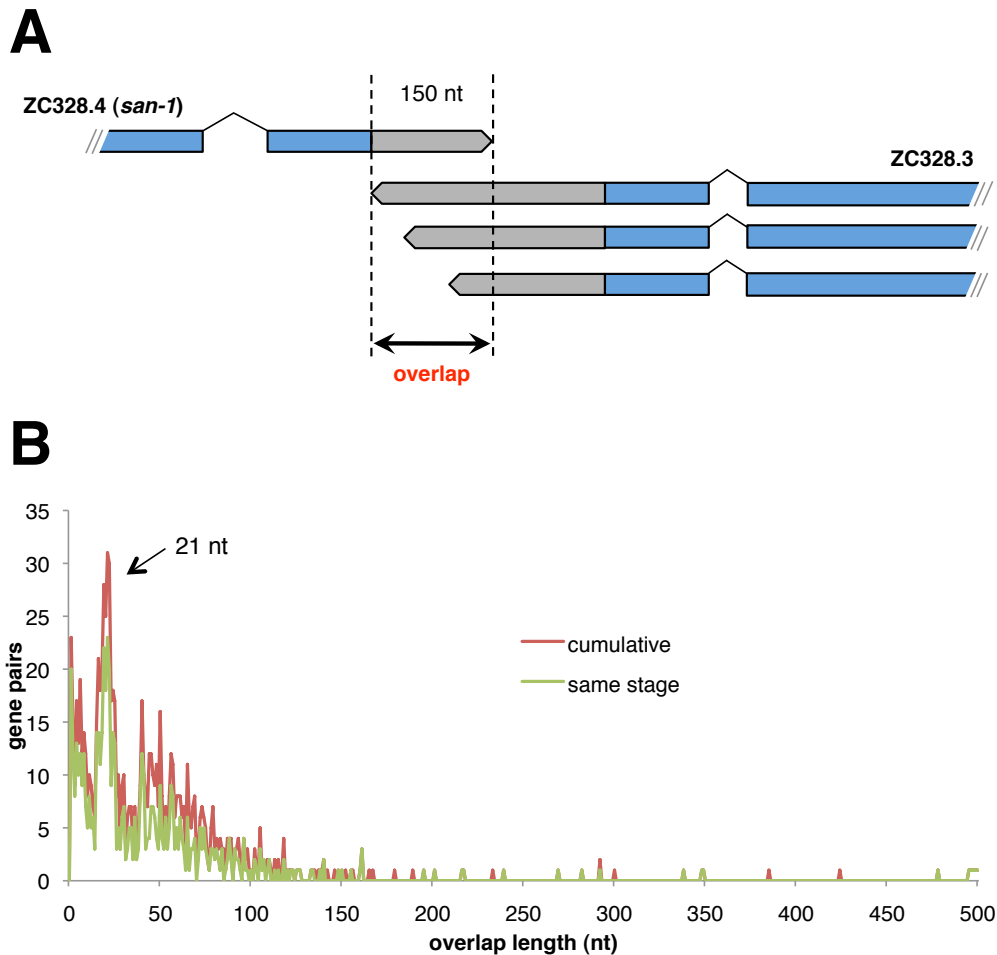 A
150 nt
ZC328.4 (san-1)
ZC328.3
overlap
B
35
30
25
20
15
10
5
0
gene pairs
21 nt
cumulative
same stage
0 50 100 150 200 250 300 350 400 450 500
overlap length (nt)